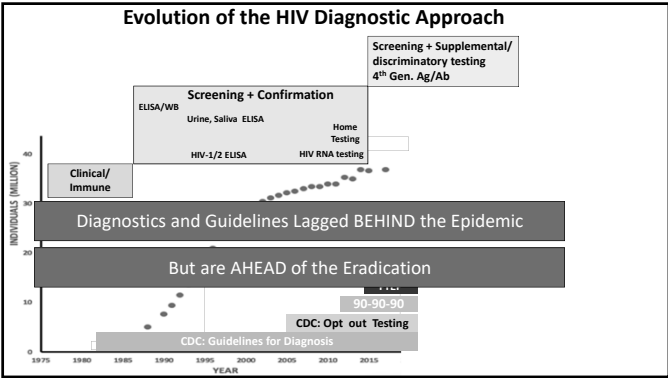 Evolution of the HIV Diagnostic Approach
Screening + Supplemental/
discriminatory testing
4th Gen. Ag/Ab
Screening + Confirmation
ELISA/WB
Urine, Saliva ELISA
Home
Testing
HIV-1/2 ELISA
HIV RNA testing
Clinical/
Immune
INDIVIDUALS (MILLION)
40
30
20
10
0
Diagnostics and Guidelines Lagged BEHIND the Epidemic
But are AHEAD of the Eradication
90-90-90
CDC: Opt out Testing
CDC: Guidelines for Diagnosis
1975 1980 1985 1990 1995 2000 2005 2010 2015
YEAR